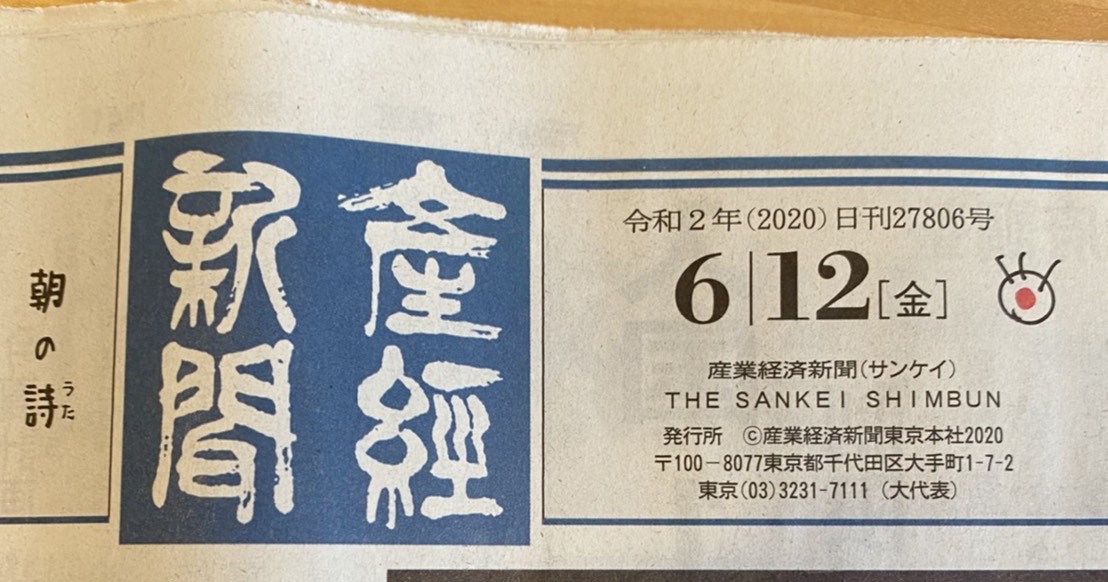 産經
新聞
令和2年(2020)日刊27806号
6|12[金]
産業経済新聞(サンケイ)
THE SANKEI SHIMBUN
発行所 ©産業経済新聞東京本社2020
〒100-8077東京都千代田区大手町1-7-2
東京(03)3231-7111 (大代表)
朝の詩
うた